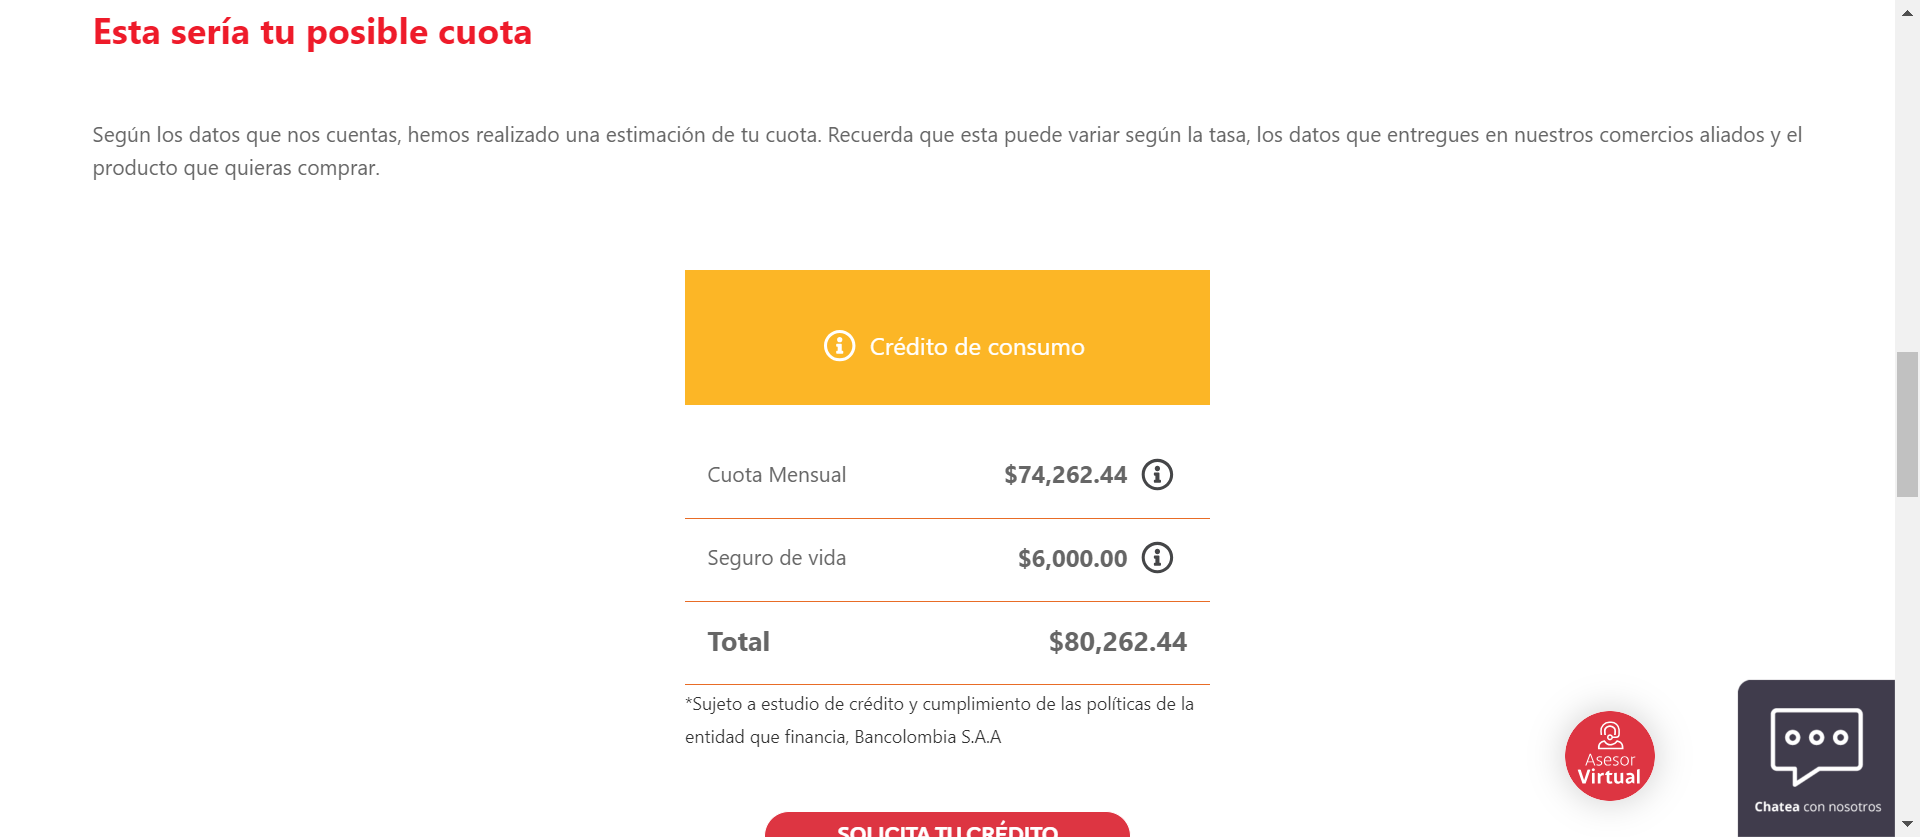 Esta sería tu posible cuota
Según los datos que nos cuentas, hemos realizado una estimación de tu cuota. Recuerda que esta puede variar según la tasa, los datos que entregues en nuestros comercios aliados y el
producto que quieras comprar.
Crédito de consumo
Cuota Mensual $74,262.44
Seguro de vida $6,000.00
Total $80,262.44
*Sujeto a estudio de crédito y cumplimiento de las políticas de la
entidad que financia, Bancolombia S.A.A
Asesor
Virtual
Chatea con nosotros
SOLICITA TU CRÉDITO